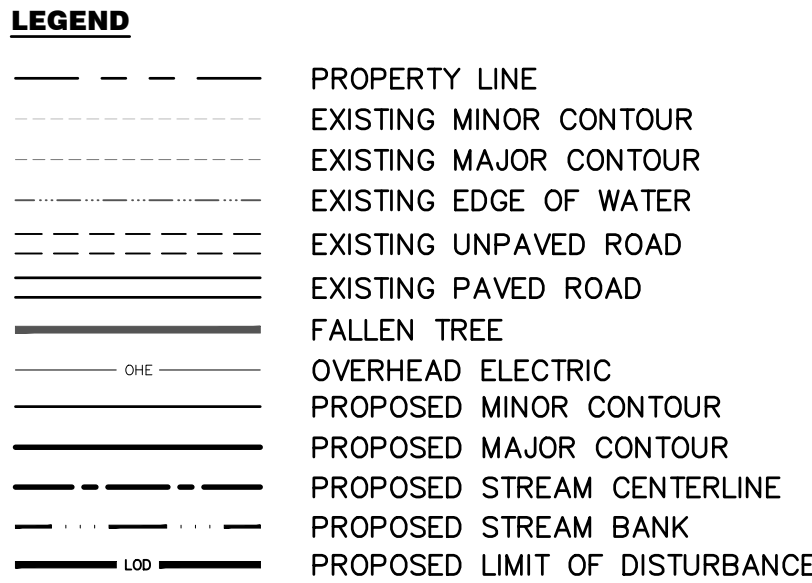 LEGEND
PROPERTY LINE
EXISTING MINOR CONTOUR
EXISTING MAJOR CONTOUR
EXISTING EDGE OF WATER
EXISTING UNPAVED ROAD
EXISTING PAVED ROAD
FALLEN TREE
OHE OVERHEAD ELECTRIC
PROPOSED MINOR CONTOUR
PROPOSED MAJOR CONTOUR
PROPOSED STREAM CENTERLINE
PROPOSED STREAM BANK
LOD PROPOSED LIMIT OF DISTURBANCE